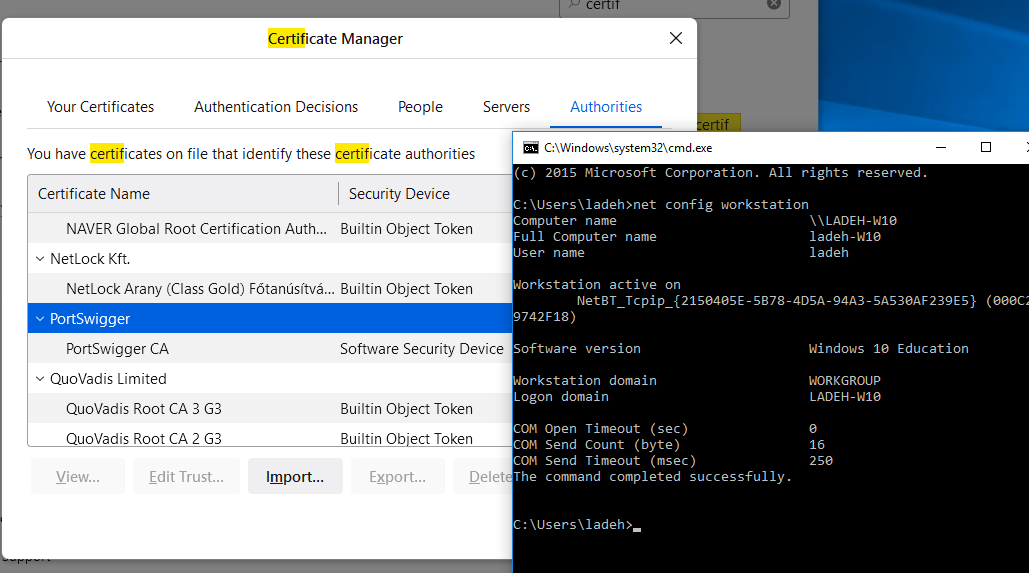 certif
Certificate Manager
Your Certificates
Authentication Decisions
People
Servers
Authorities
certif
You have certificates on file that identify these certificate authorities
Certificate Name
Security Device
NAVER Global Root Certification Auth...
Builtin Object Token
NetLock Kft.
NetLock Arany (Class Gold) Főtanúsítvá...
Builtin Object Token
PortSwigger
PortSwigger CA
Software Security Device
QuoVadis Limited
QuoVadis Root CA 3 G3
Builtin Object Token
QuoVadis Root CA 2 G3
Builtin Object Token
View...
Edit Trust...
Import...
Export...
Delete
Support
C:\Windows\system32\cmd.exe
(c) 2015 Microsoft Corporation. All rights reserved.
C:\Users\ladeh>net config workstation
Computer name \\LADEH-W10
Full Computer name ladeh-W10
User name ladeh
Workstation active on
NetBT_Tcpip_{2150405E-5B78-4D5A-94A3-5A530AF239E5} (000C2
9742F18)
Software version Windows 10 Education
Workstation domain WORKGROUP
Logon domain LADEH-W10
COM Open Timeout (sec) 0
COM Send Count (byte) 16
COM Send Timeout (msec) 250
The command completed successfully.
C:\Users\ladeh>